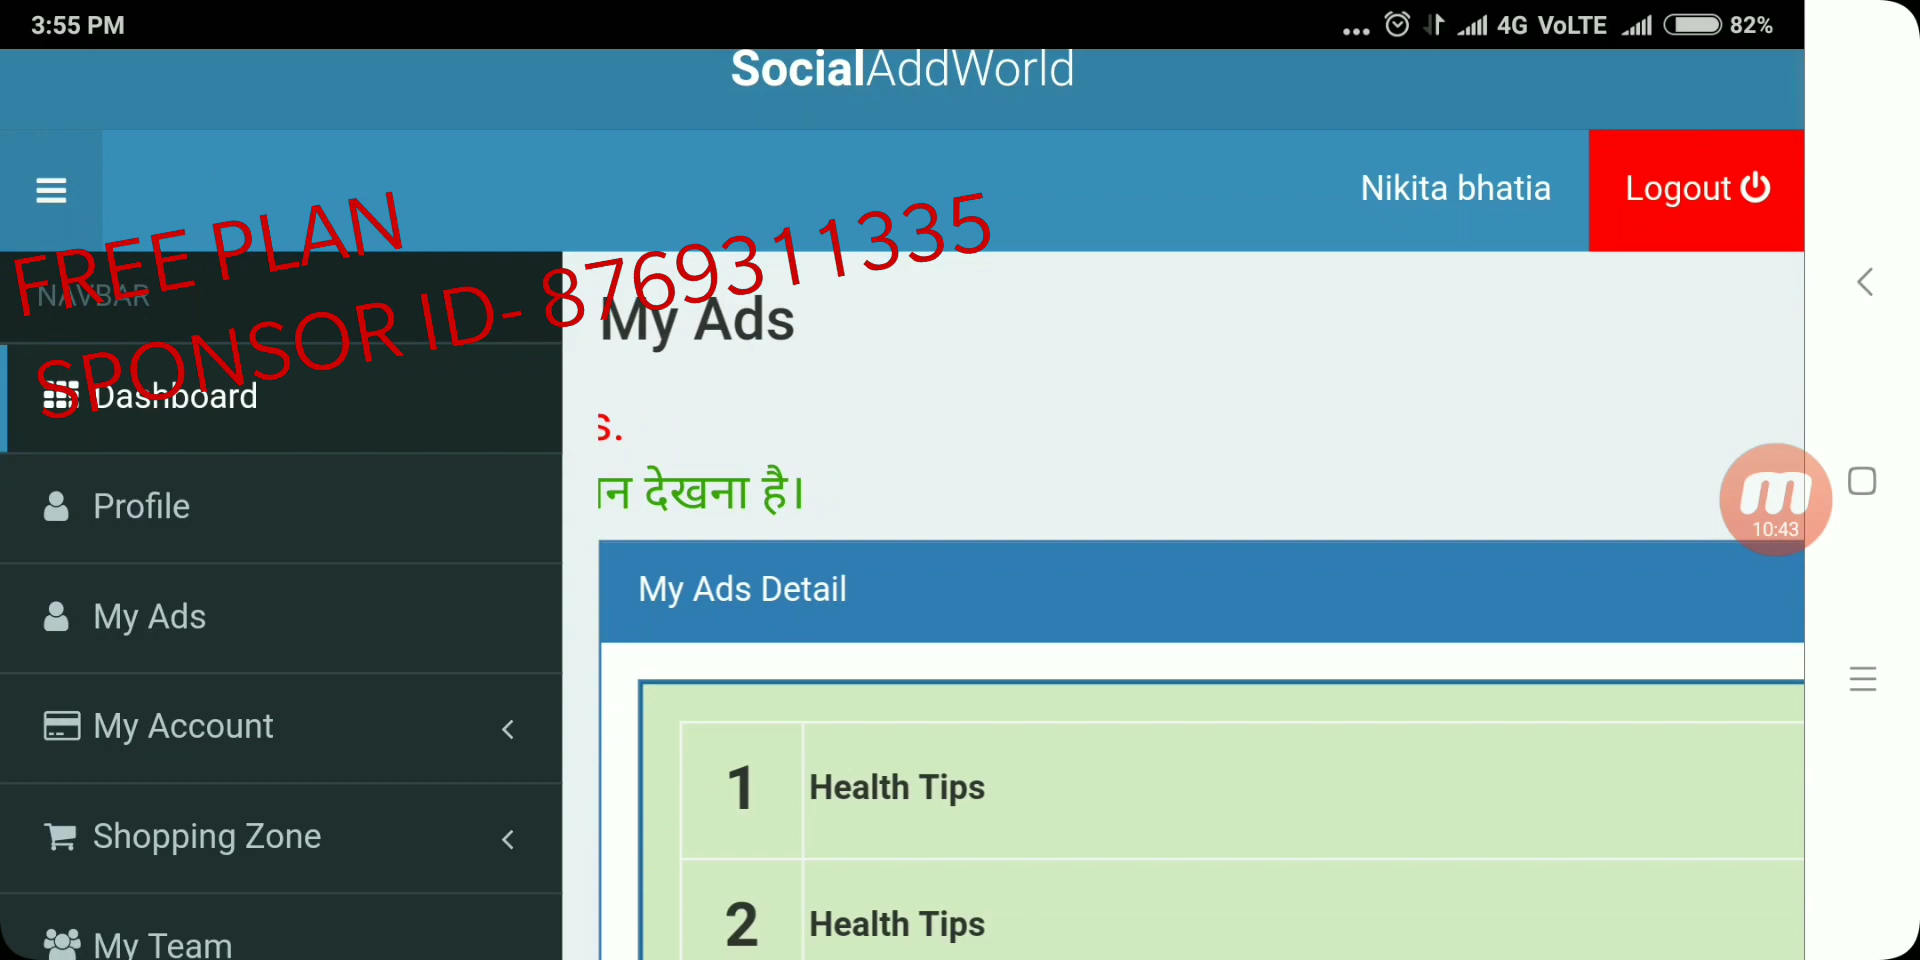 3:55 PM
4G VoLTE 82%
SocialAddWorld
Nikita bhatia
Logout
FREE PLAN
SPONSOR ID- 8769311335
NAVBAR
My Ads
Dashboard
s.
Profile
न देखना है।
10:43
My Ads Detail
My Ads
My Account
1 Health Tips
Shopping Zone
2 Health Tips
My Team